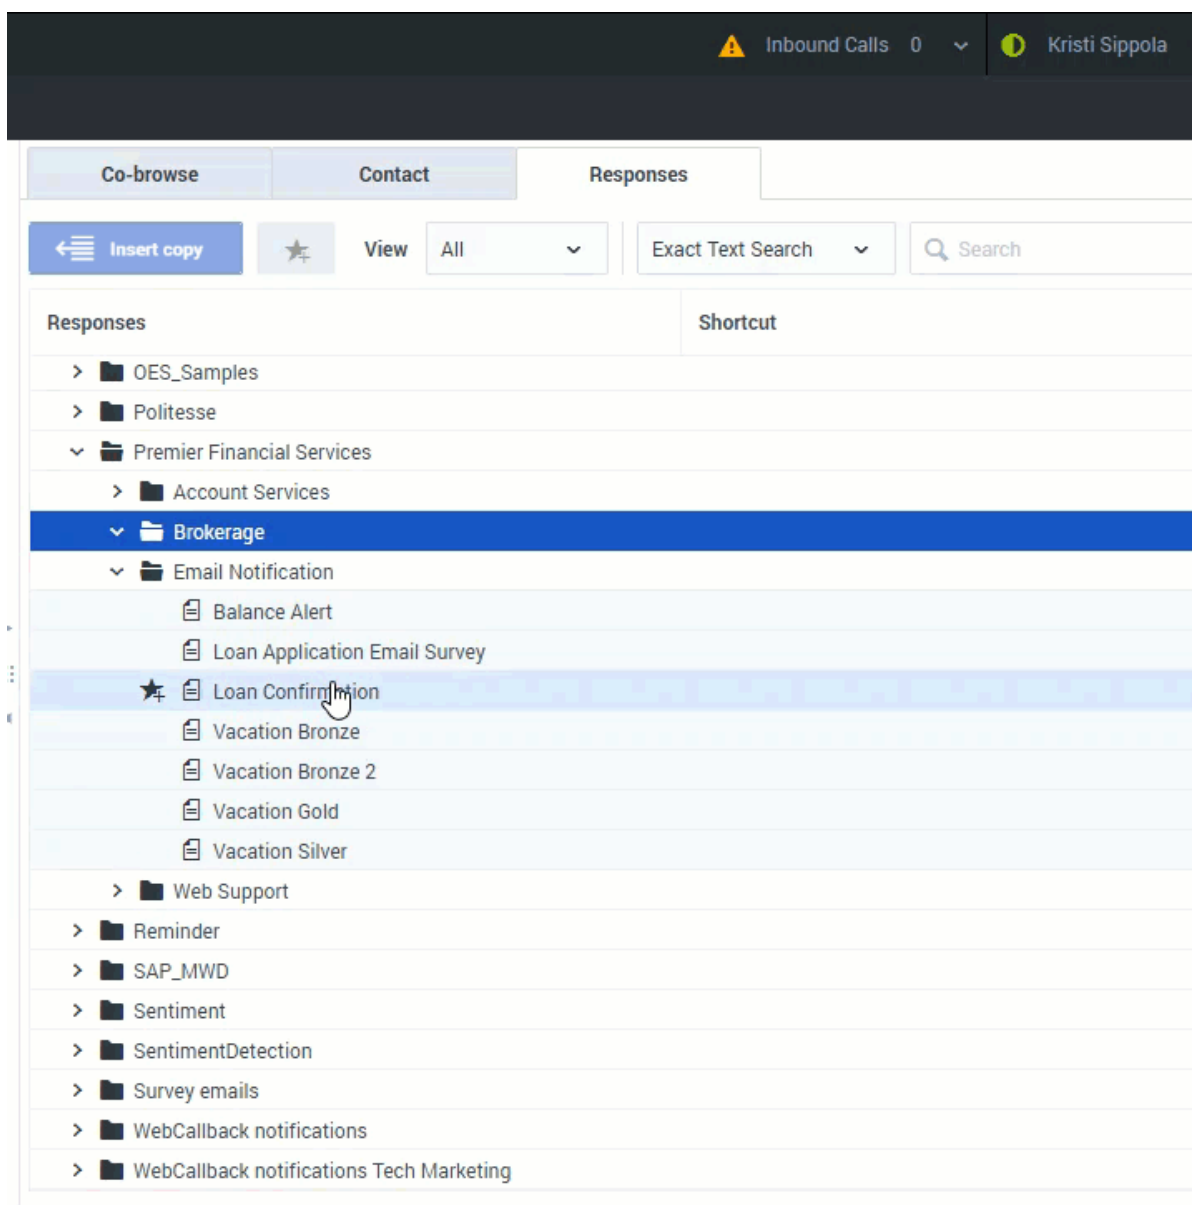 Inbound Calls 0 Kristi Sippola
Co-browse Contact Responses
Insert copy View All Exact Text Search Search
Responses Shortcut
OES_Samples
Politesse
Premier Financial Services
Account Services
Brokerage
Email Notification
Balance Alert
Loan Application Email Survey
Loan Confirmation
Vacation Bronze
Vacation Bronze 2
Vacation Gold
Vacation Silver
Web Support
Reminder
SAP_MWD
Sentiment
SentimentDetection
Survey emails
WebCallback notifications
WebCallback notifications Tech Marketing